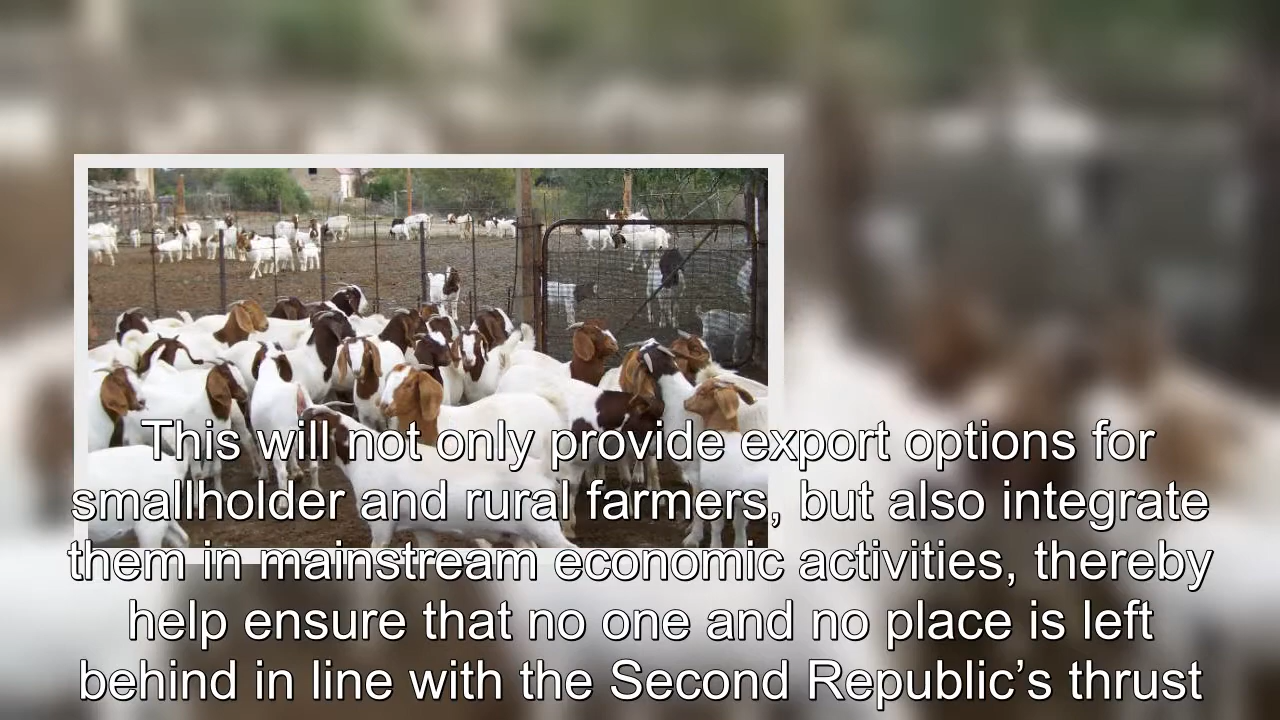 This will not only provide export options for
smallholder and rural farmers, but also integrate
them in mainstream economic activities, thereby
help ensure that no one and no place is left
behind in line with the Second Republic’s thrust